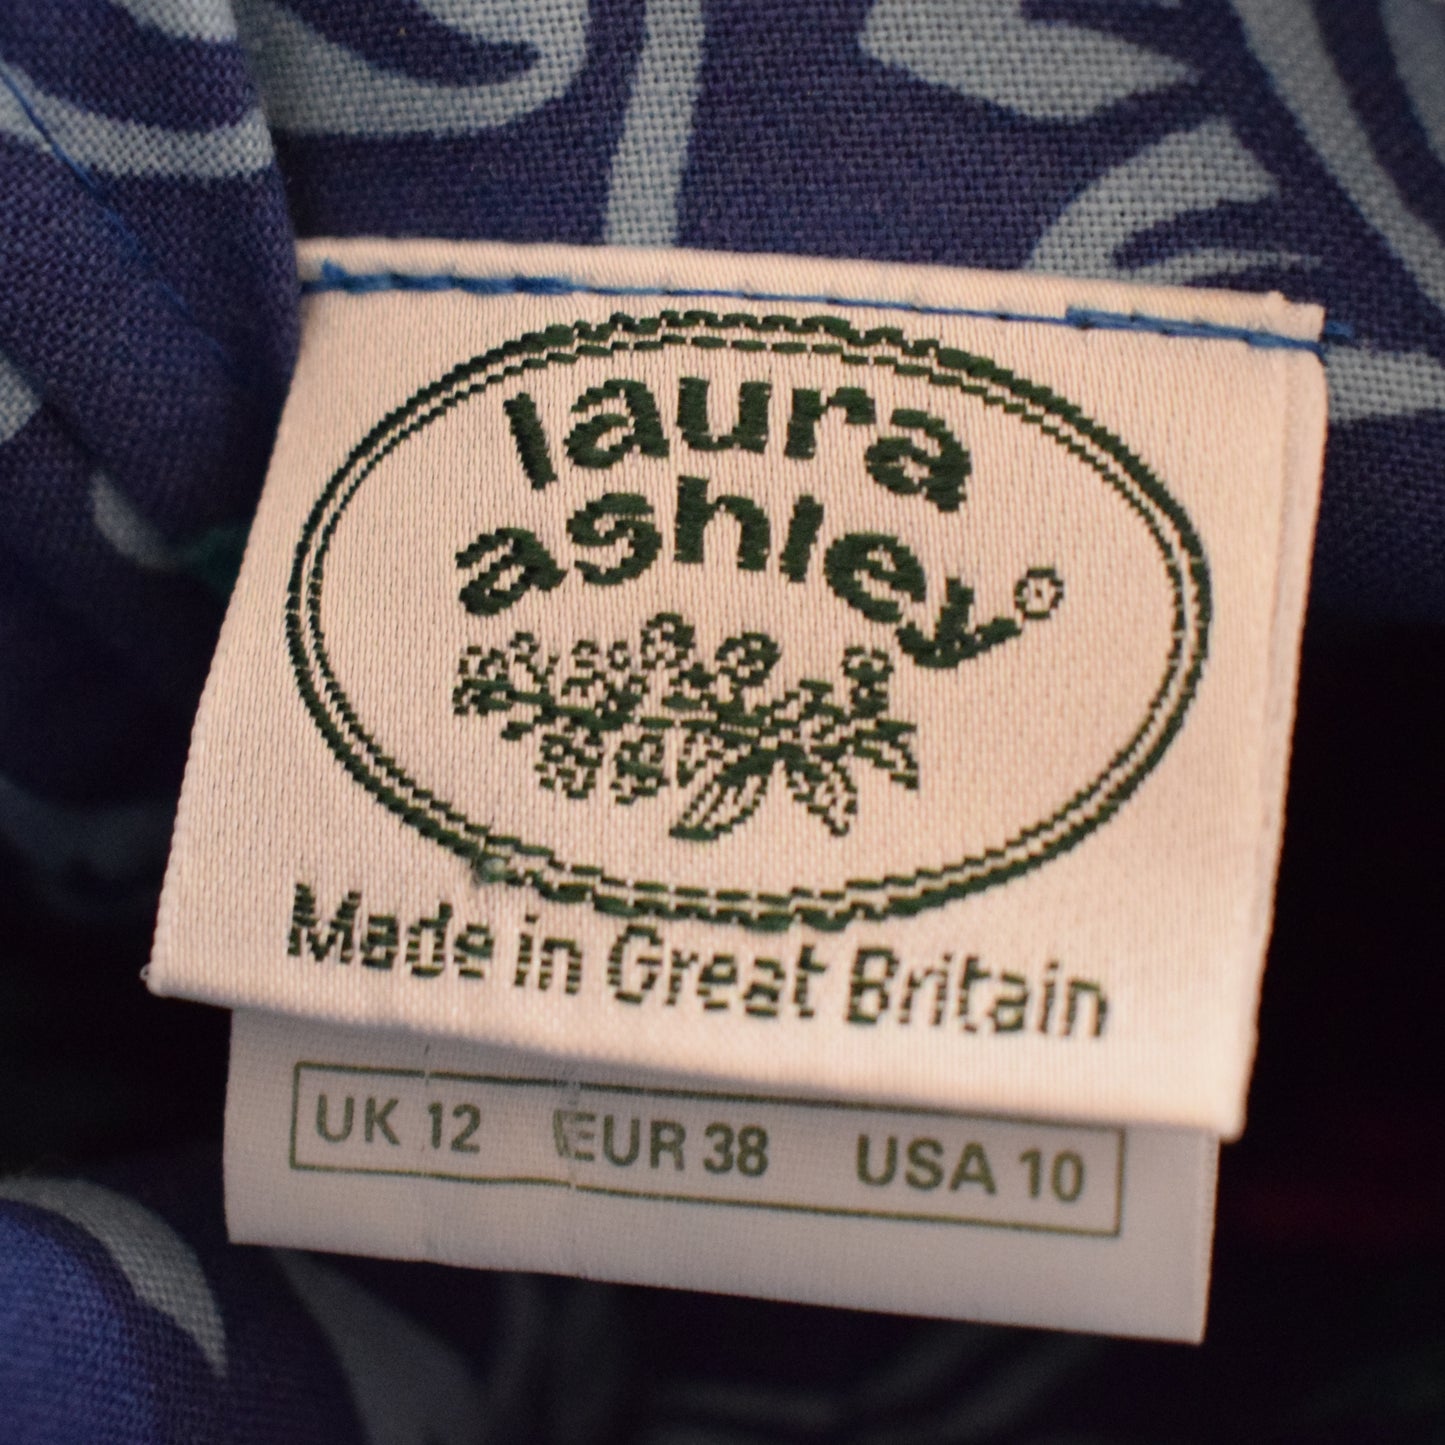 laura
ashley®
Made in Great Britain
UK 12 EUR 38 USA 10